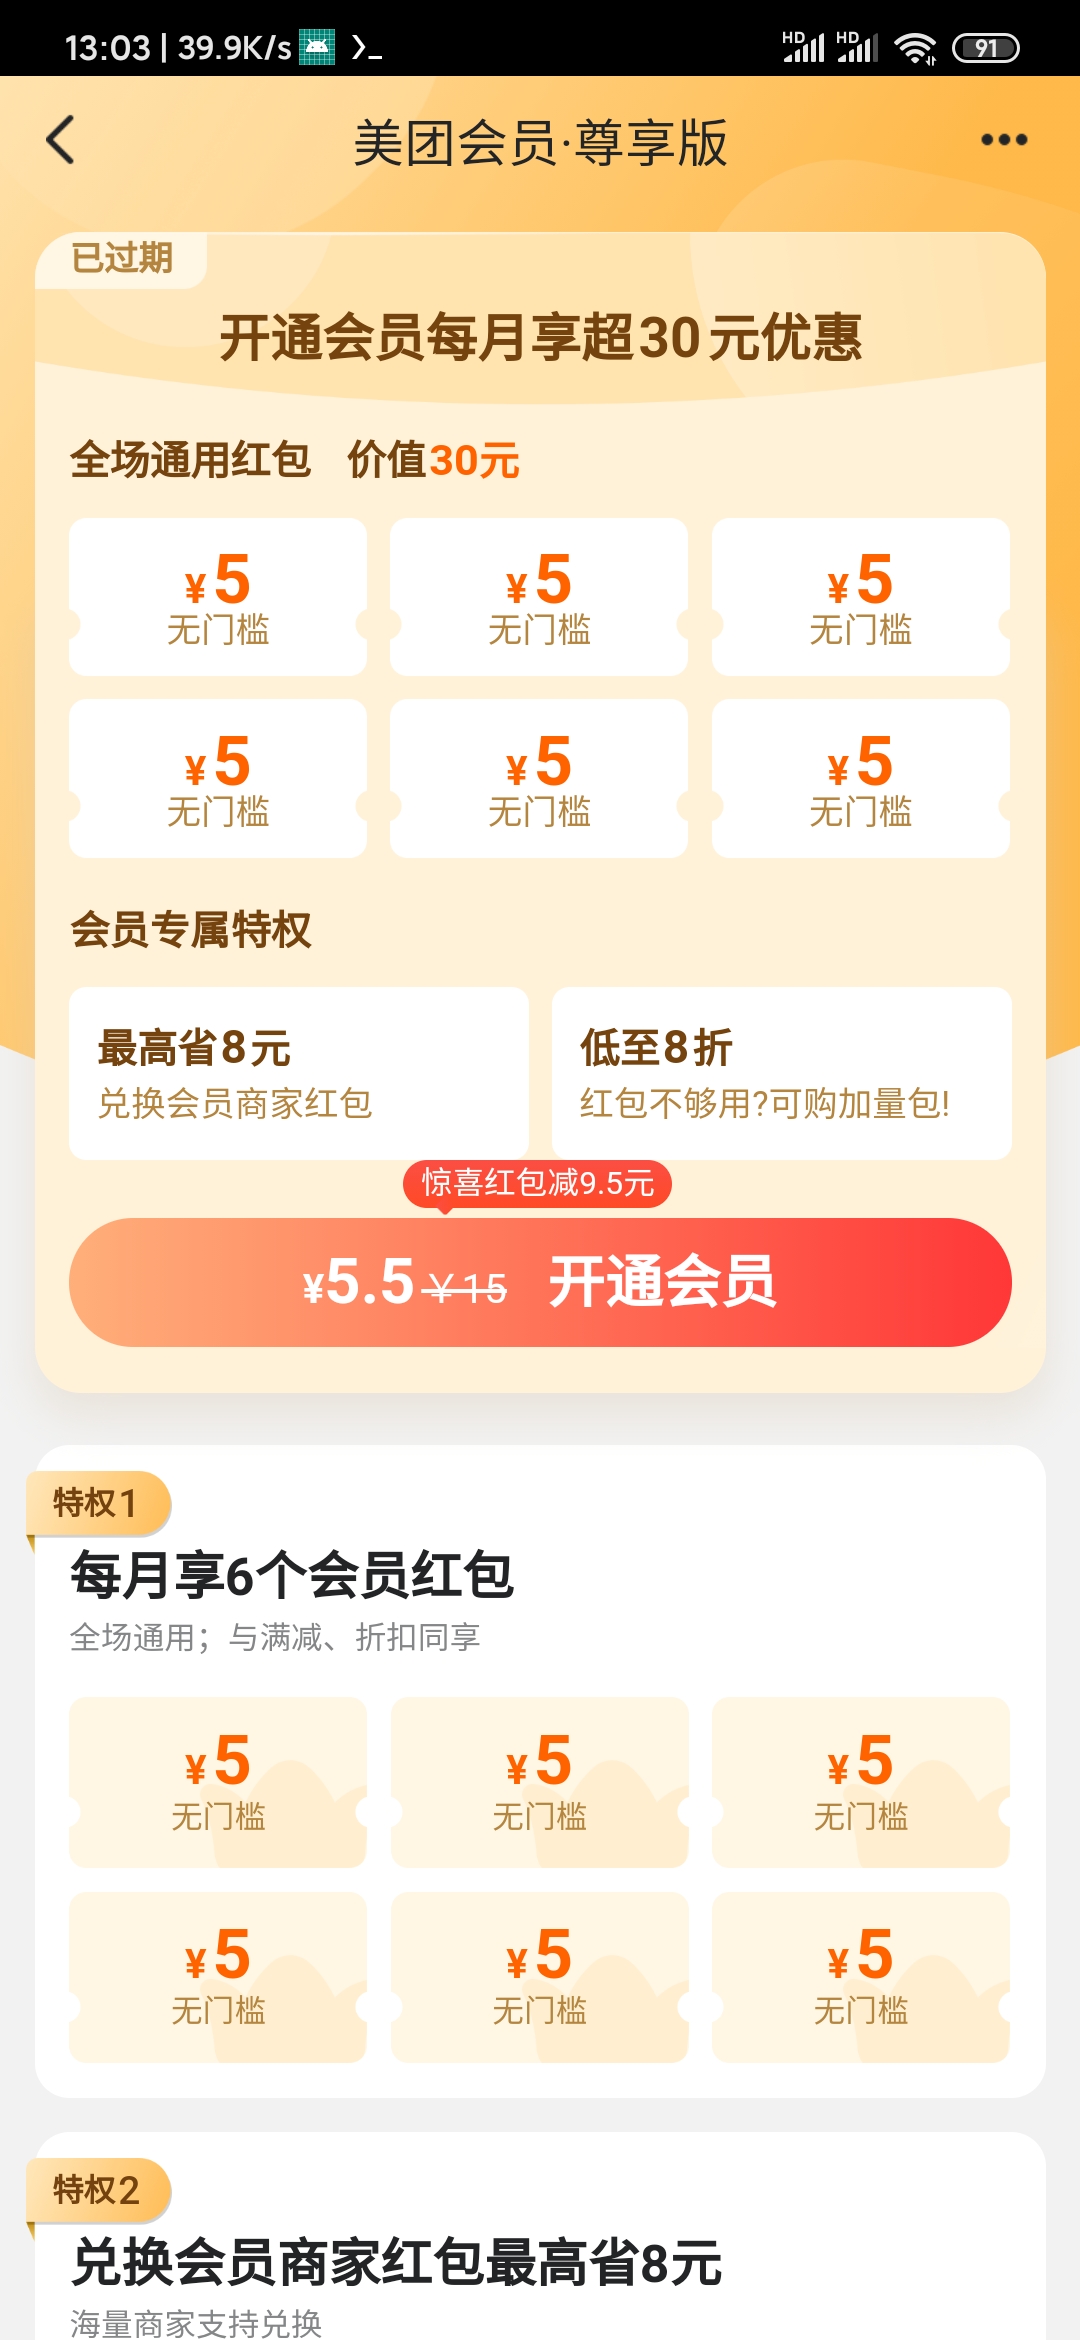 13:03 | 39.9K/s
HD HD 91
美团会员·尊享版
已过期
开通会员每月享超30元优惠
全场通用红包 价值30元
¥5 ¥5 ¥5
无门槛 无门槛 无门槛
¥5 ¥5 ¥5
无门槛 无门槛 无门槛
会员专属特权
最高省8元 低至8折
兑换会员商家红包 红包不够用?可购加量包!
惊喜红包减9.5元
¥5.5 ¥15 开通会员
特权1
每月享6个会员红包
全场通用；与满减、折扣同享
¥5 ¥5 ¥5
无门槛 无门槛 无门槛
¥5 ¥5 ¥5
无门槛 无门槛 无门槛
特权2
兑换会员商家红包最高省8元
海量商家支持兑换